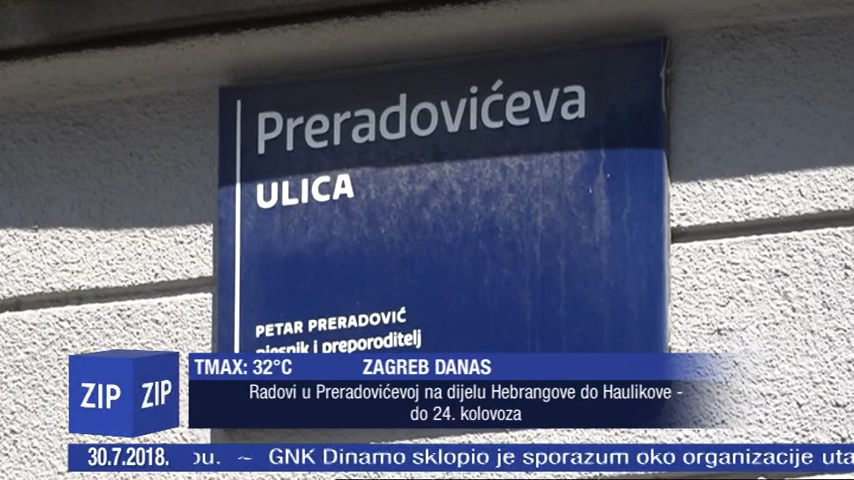 Preradovićeva
ULICA
PETAR PRERADOVIĆ
pjesnik i preporoditelj
ZIP ZIP
TMAX: 32°C ZAGREB DANAS
Radovi u Preradovićevoj na dijelu Hebrangove do Haulikove -
do 24. kolovoza
30.7.2018. ~ GNK Dinamo sklopio je sporazum oko organizacije